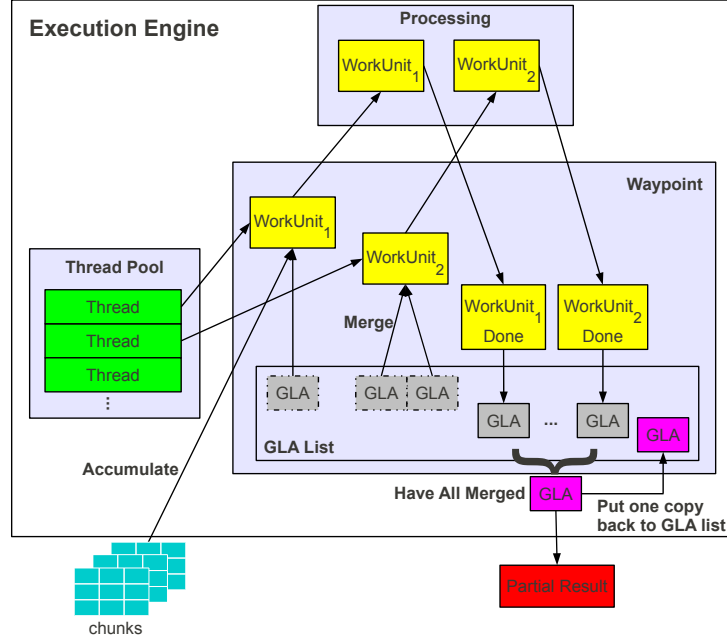 Processing
Execution Engine
WorkUnit1
WorkUnit2
Waypoint
WorkUnit1
WorkUnit2
Thread Pool
Thread
Thread
Thread
...
Merge
WorkUnit1
Done
WorkUnit2
Done
GLA
GLA
GLA
GLA
...
GLA
GLA
GLA List
Accumulate
Have All Merged
GLA
Put one copy
back to GLA list
Partial Result
chunks